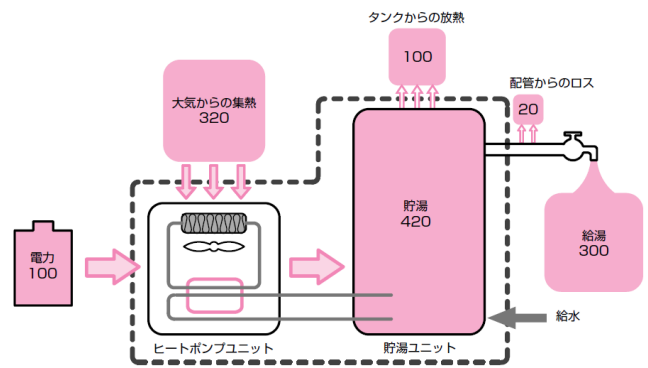 タンクからの放熱
100
大気からの集熱
320
配管からのロス
20
貯湯
420
電力
100
給湯
300
給水
ヒートポンプユニット
貯湯ユニット